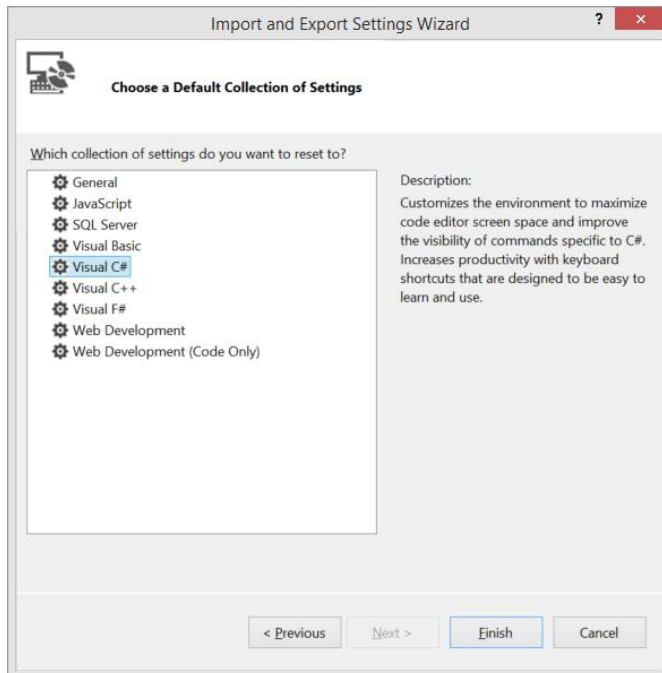 Import and Export Settings Wizard
?
Choose a Default Collection of Settings
Which collection of settings do you want to reset to?
General
JavaScript
SQL Server
Visual Basic
Visual C#
Visual C++
Visual F#
Web Development
Web Development (Code Only)
Description:
Customizes the environment to maximize
code editor screen space and improve
the visibility of commands specific to C#.
Increases productivity with keyboard
shortcuts that are designed to be easy to
learn and use.
< Previous
Next >
Finish
Cancel